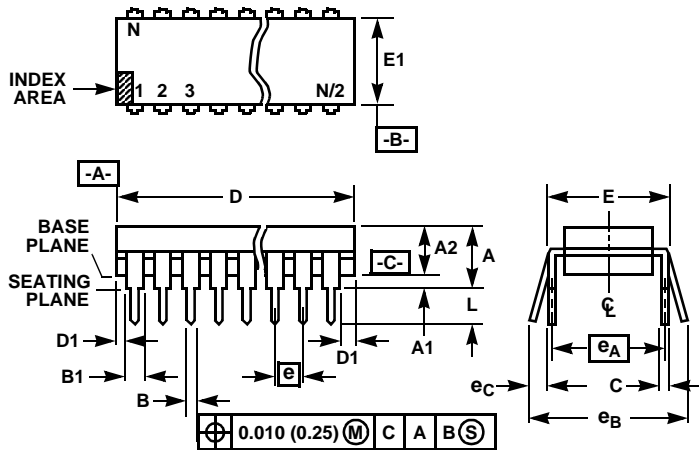 N
INDEX
AREA
1 2 3 N/2
E1
-B-
-A-
D
E
BASE
PLANE
SEATING
PLANE
A2
A
-C-
L
D1
B1
B
e
D1
A1
℄
eA
eC
C
eB
⌖ 0.010 (0.25) Ⓜ C A B Ⓢ